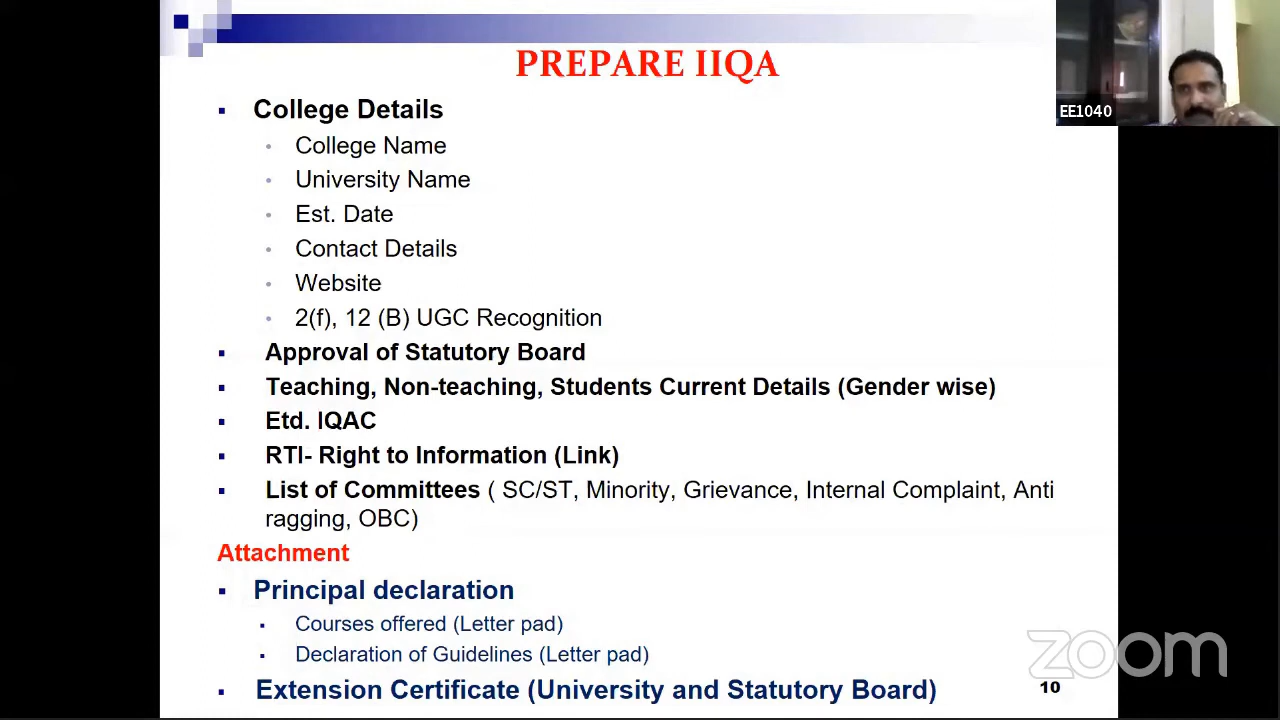 PREPARE IIQA
EE1040
College Details
College Name
University Name
Est. Date
Contact Details
Website
2(f), 12 (B) UGC Recognition
Approval of Statutory Board
Teaching, Non-teaching, Students Current Details (Gender wise)
Etd. IQAC
RTI- Right to Information (Link)
List of Committees ( SC/ST, Minority, Grievance, Internal Complaint, Anti
ragging, OBC)
Attachment
Principal declaration
Courses offered (Letter pad)
Declaration of Guidelines (Letter pad)
Extension Certificate (University and Statutory Board)
zoom
10